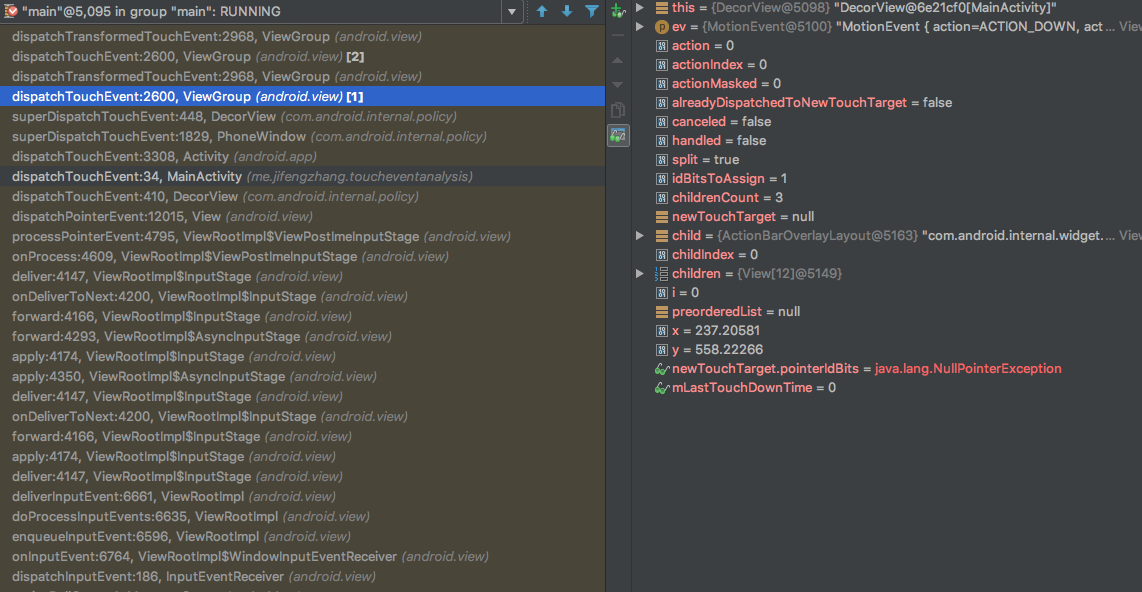 "main"@5,095 in group "main": RUNNING
dispatchTransformedTouchEvent:2968, ViewGroup (android.view)
dispatchTouchEvent:2600, ViewGroup (android.view) [2]
dispatchTransformedTouchEvent:2968, ViewGroup (android.view)
dispatchTouchEvent:2600, ViewGroup (android.view) [1]
superDispatchTouchEvent:448, DecorView (com.android.internal.policy)
superDispatchTouchEvent:1829, PhoneWindow (com.android.internal.policy)
dispatchTouchEvent:3308, Activity (android.app)
dispatchTouchEvent:34, MainActivity (me.jifengzhang.toucheventanalysis)
dispatchTouchEvent:410, DecorView (com.android.internal.policy)
dispatchPointerEvent:12015, View (android.view)
processPointerEvent:4795, ViewRootImpl$ViewPostImeInputStage (android.view)
onProcess:4609, ViewRootImpl$ViewPostImeInputStage (android.view)
deliver:4147, ViewRootImpl$InputStage (android.view)
onDeliverToNext:4200, ViewRootImpl$InputStage (android.view)
forward:4166, ViewRootImpl$InputStage (android.view)
forward:4293, ViewRootImpl$AsyncInputStage (android.view)
apply:4174, ViewRootImpl$InputStage (android.view)
apply:4350, ViewRootImpl$AsyncInputStage (android.view)
deliver:4147, ViewRootImpl$InputStage (android.view)
onDeliverToNext:4200, ViewRootImpl$InputStage (android.view)
forward:4166, ViewRootImpl$InputStage (android.view)
apply:4174, ViewRootImpl$InputStage (android.view)
deliver:4147, ViewRootImpl$InputStage (android.view)
deliverInputEvent:6661, ViewRootImpl (android.view)
doProcessInputEvents:6635, ViewRootImpl (android.view)
enqueueInputEvent:6596, ViewRootImpl (android.view)
onInputEvent:6764, ViewRootImpl$WindowInputEventReceiver (android.view)
dispatchInputEvent:186, InputEventReceiver (android.view)
this = {DecorView@5098} "DecorView@6e21cf0[MainActivity]"
ev = {MotionEvent@5100} "MotionEvent { action=ACTION_DOWN, act ... View
action = 0
actionIndex = 0
actionMasked = 0
alreadyDispatchedToNewTouchTarget = false
canceled = false
handled = false
split = true
idBitsToAssign = 1
childrenCount = 3
newTouchTarget = null
child = {ActionBarOverlayLayout@5163} "com.android.internal.widget. ... View
childIndex = 0
children = {View[12]@5149}
i = 0
preorderedList = null
x = 237.20581
y = 558.22266
newTouchTarget.pointerIdBits = java.lang.NullPointerException
mLastTouchDownTime = 0